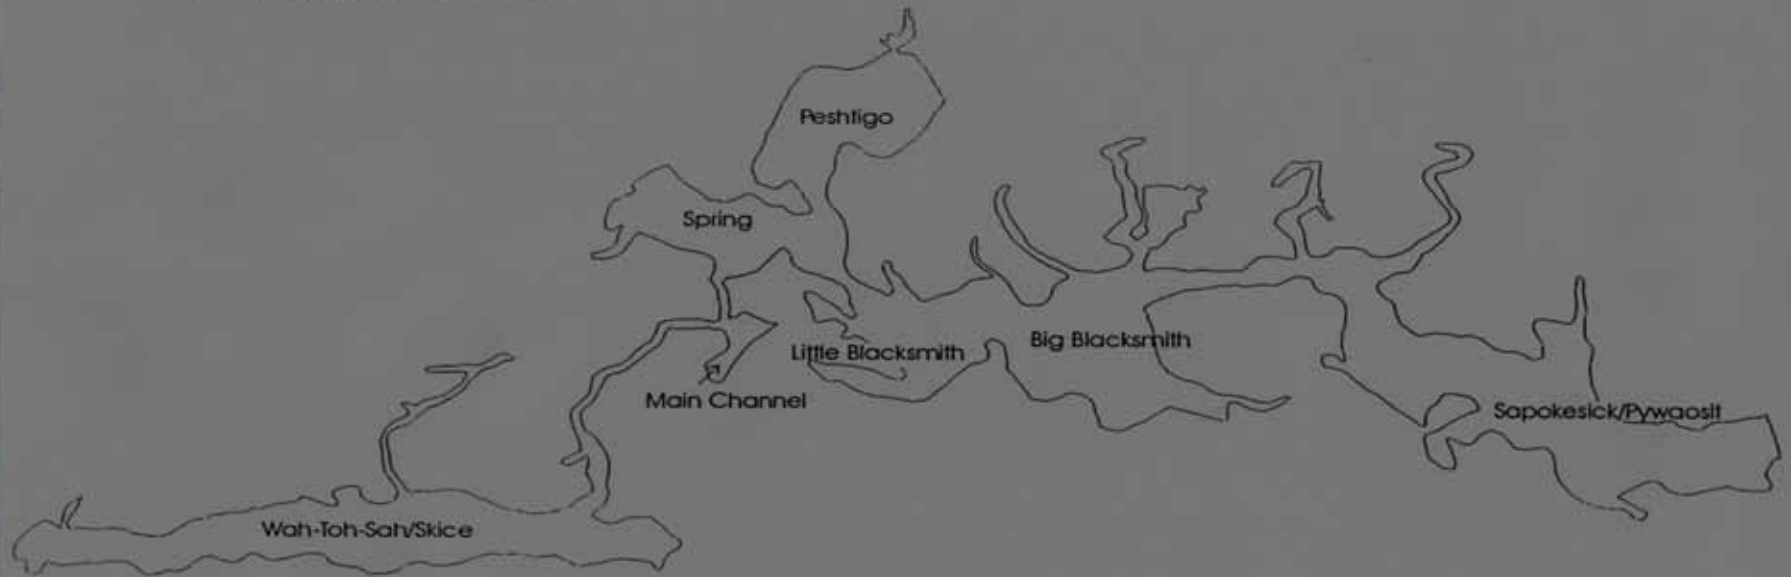 Peshtigo
Spring
Big Blacksmith
Little Blacksmith
Main Channel
Sapokesick/Pywaosit
Wah-Toh-Sah/Skice